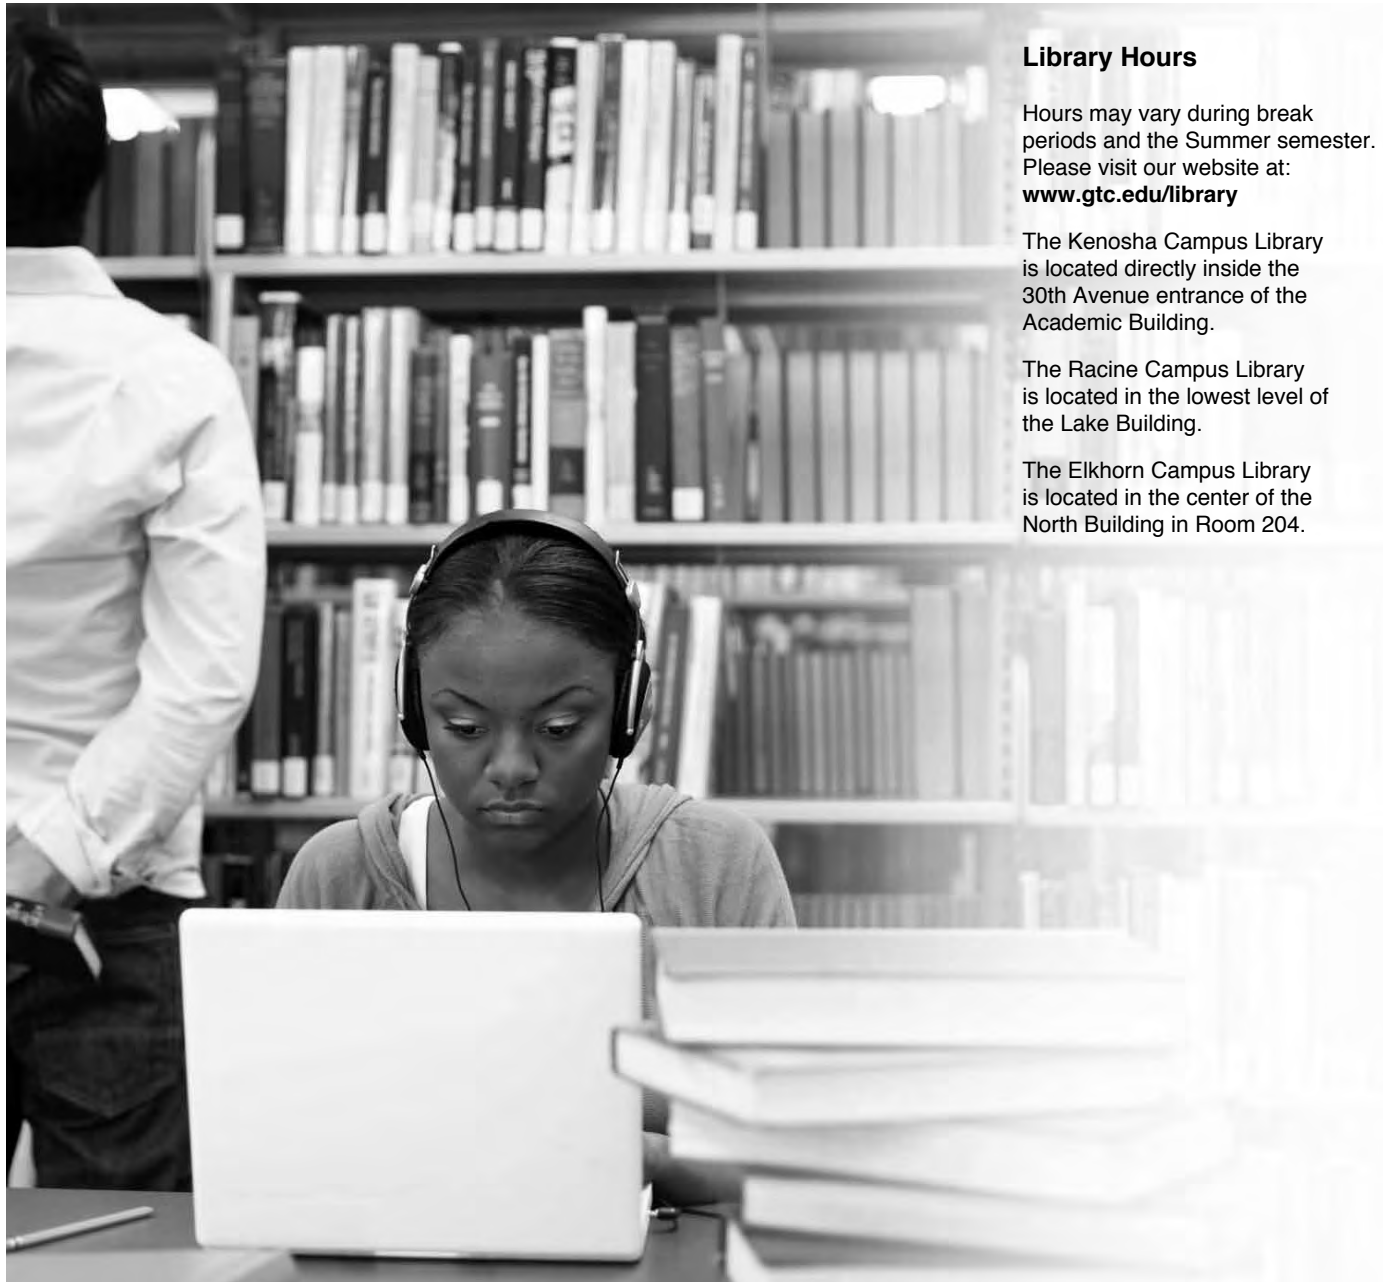 Library Hours
Hours may vary during break
periods and the Summer semester.
Please visit our website at:
www.gtc.edu/library
The Kenosha Campus Library
is located directly inside the
30th Avenue entrance of the
Academic Building.
The Racine Campus Library
is located in the lowest level of
the Lake Building.
The Elkhorn Campus Library
is located in the center of the
North Building in Room 204.